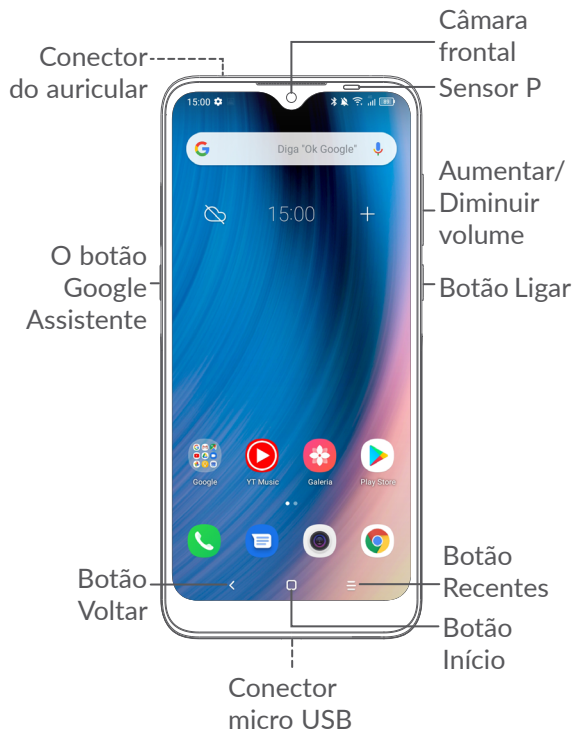 Câmara
frontal
Conector
do auricular
Sensor P
15:00
Diga "Ok Google"
Aumentar/
Diminuir
volume
15:00
O botão
Google
Assistente
Botão Ligar
Google
YT Music
Galeria
Play Store
Botão
Voltar
Botão
Recentes
Botão
Início
Conector
micro USB